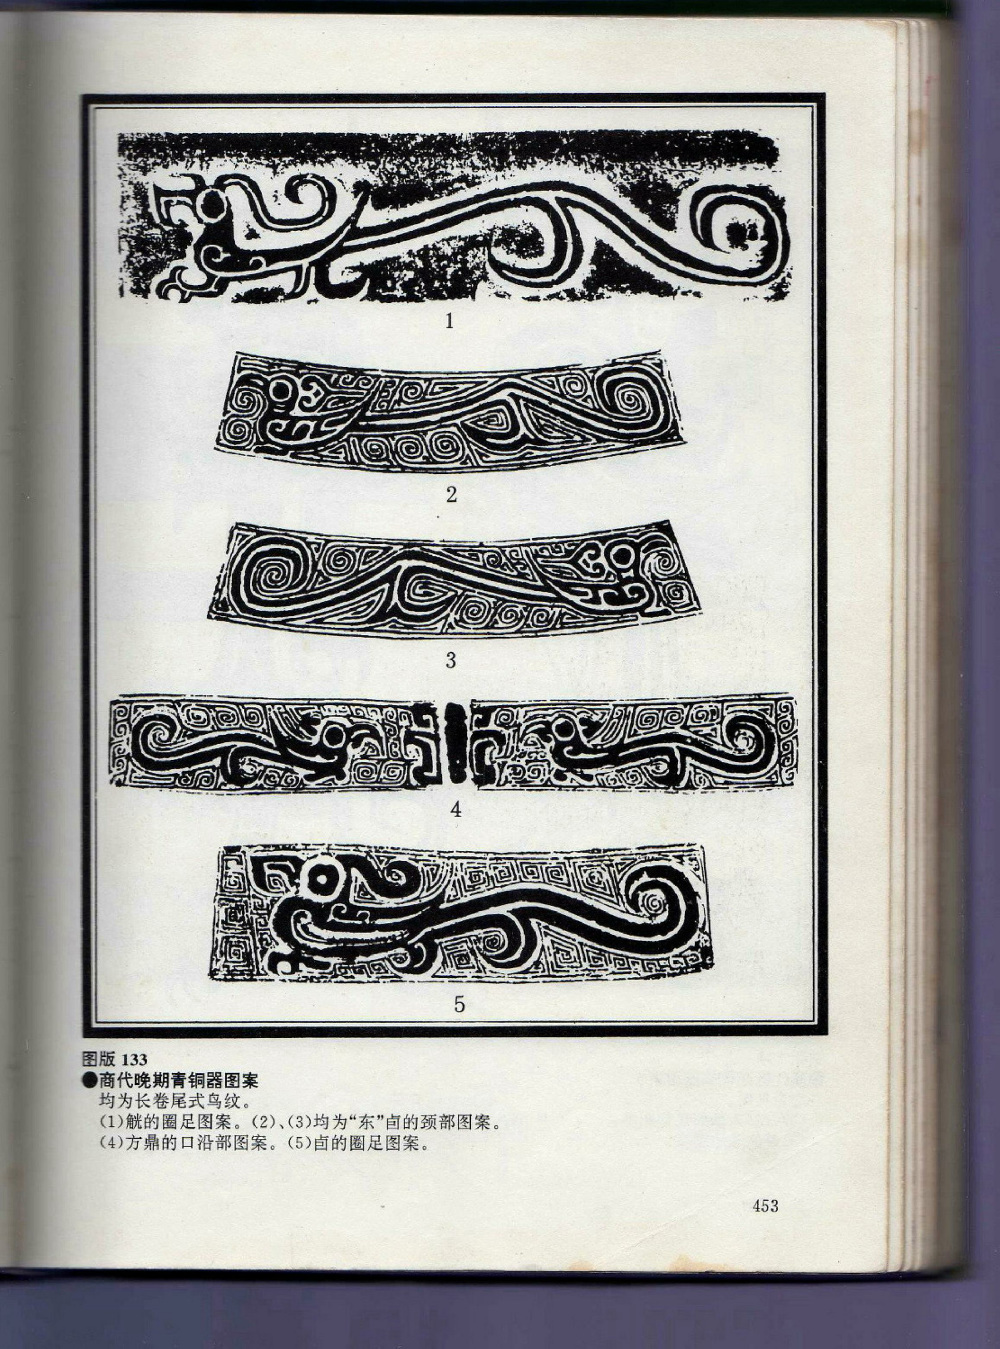 1
2
3
4
5
图版 133
●商代晚期青铜器图案
均为长卷尾式鸟纹。
(1)觥的圈足图案。(2)、(3)均为“东”卣的颈部图案。
(4)方鼎的口沿部图案。(5)卣的圈足图案。
453